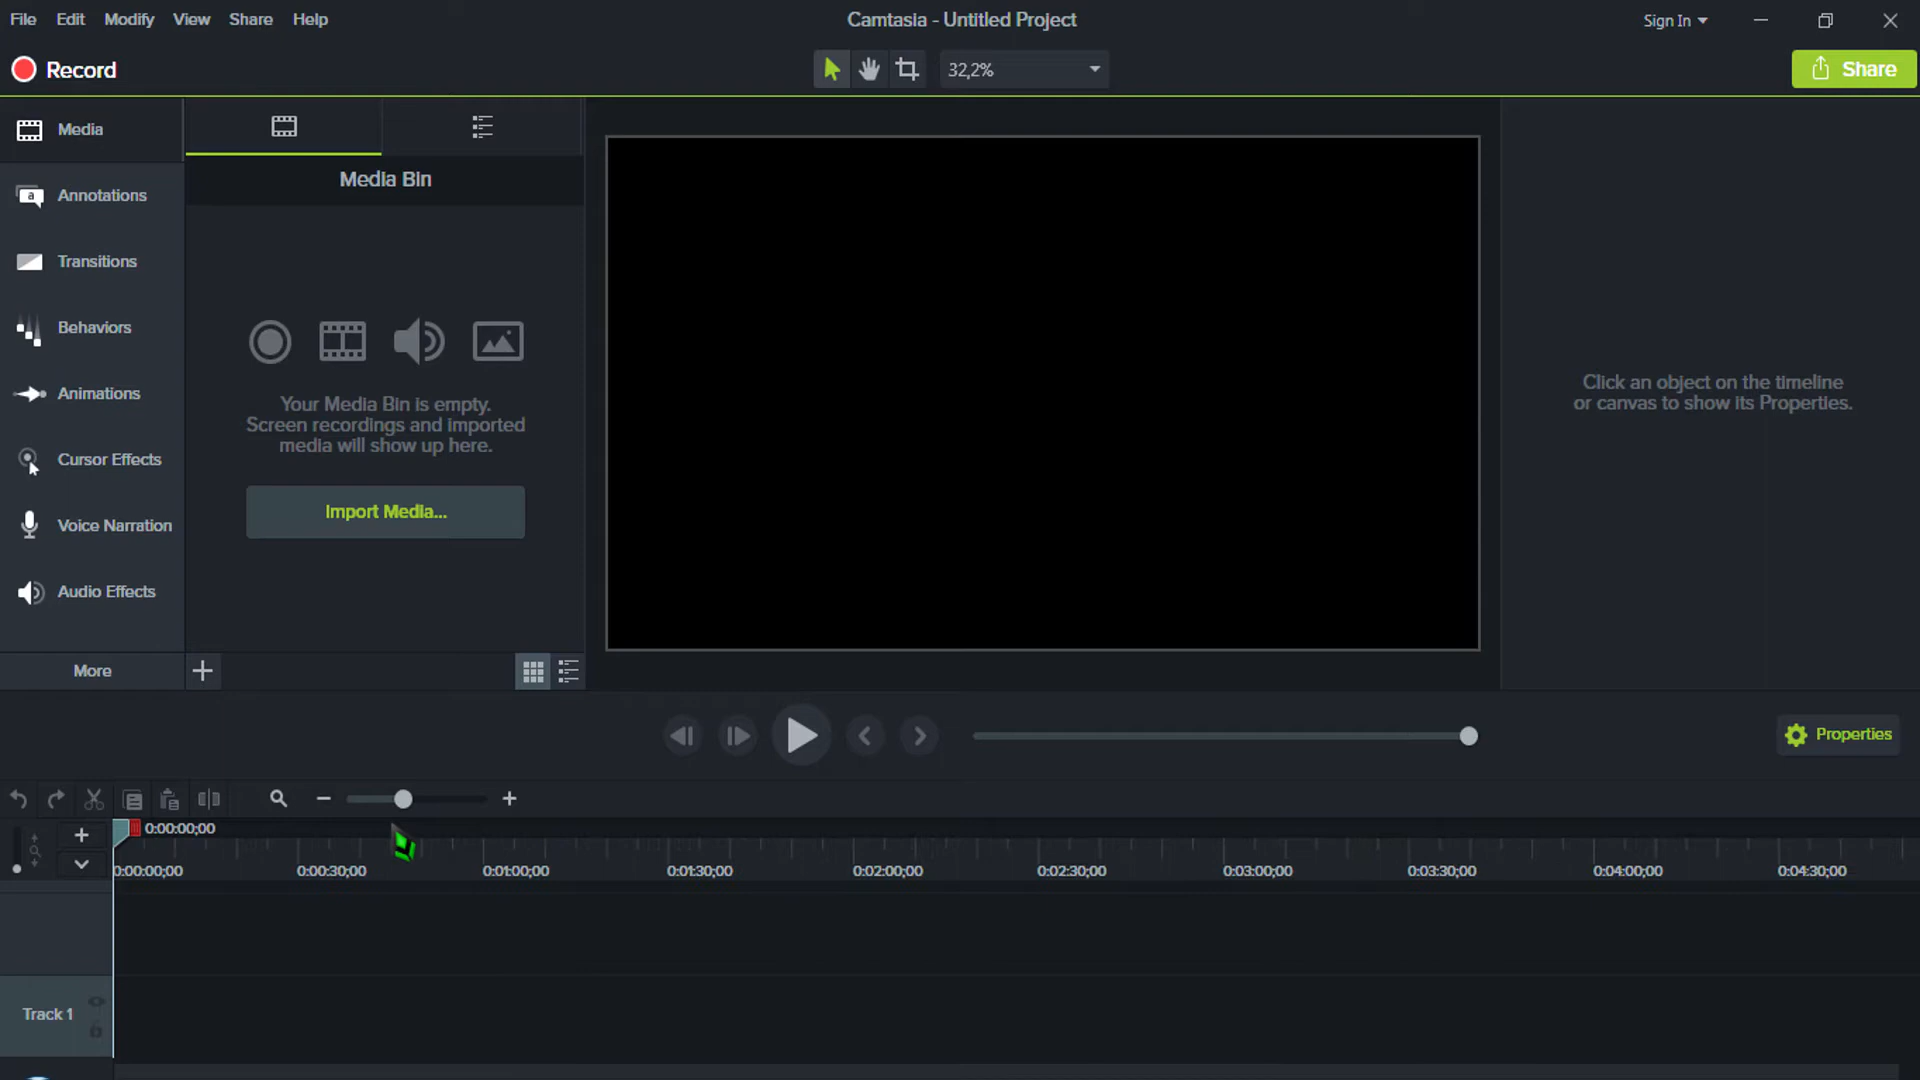 File Edit Modify View Share Help
Camtasia - Untitled Project
Sign In
Record
32,2%
Share
Media
Annotations
Transitions
Behaviors
Animations
Cursor Effects
Voice Narration
Audio Effects
More
Media Bin
Your Media Bin is empty.
Screen recordings and imported
media will show up here.
Import Media...
Click an object on the timeline
or canvas to show its Properties.
Properties
0:00:00;00
0:00:00;00 0:00:30;00 0:01:00;00 0:01:30;00 0:02:00;00 0:02:30;00 0:03:00;00 0:03:30;00 0:04:00;00 0:04:30;00
Track 1